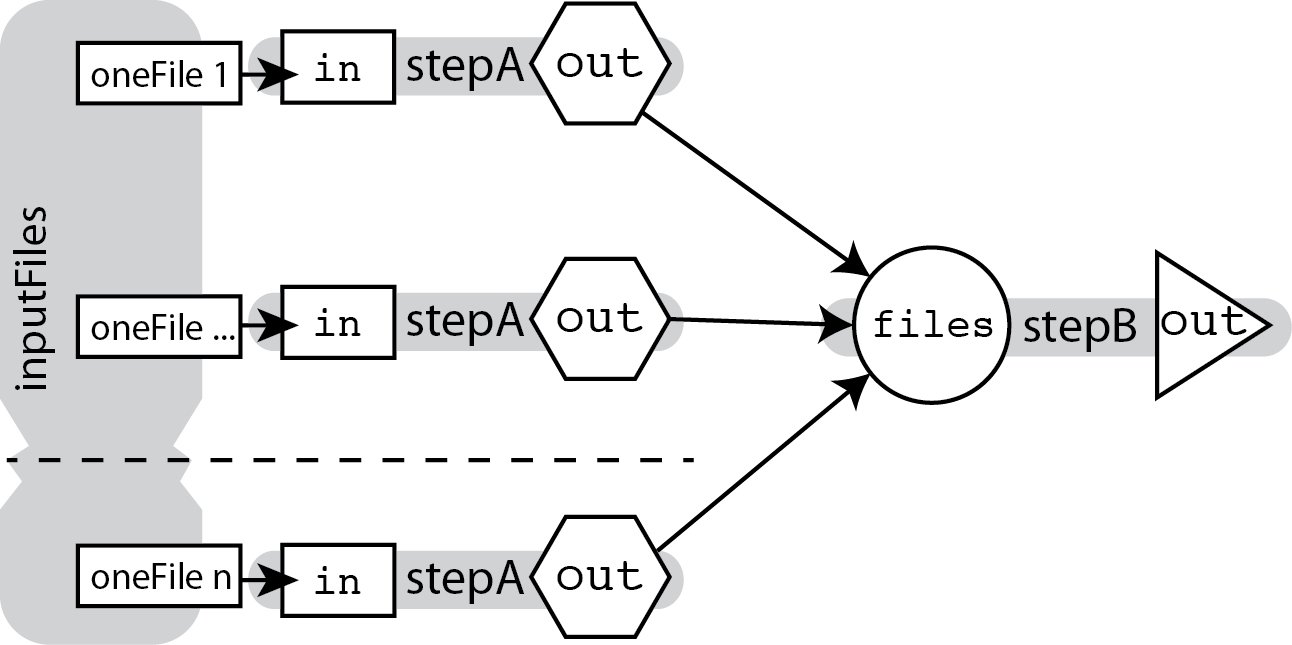 inputFiles
oneFile 1
in
stepA
out
oneFile ...
in
stepA
out
files
stepB
out
oneFile n
in
stepA
out